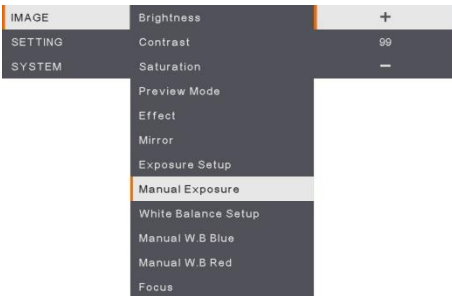 IMAGE
SETTING
SYSTEM
Brightness
Contrast
Saturation
Preview Mode
Effect
Mirror
Exposure Setup
Manual Exposure
White Balance Setup
Manual W.B Blue
Manual W.B Red
Focus
+
99
−